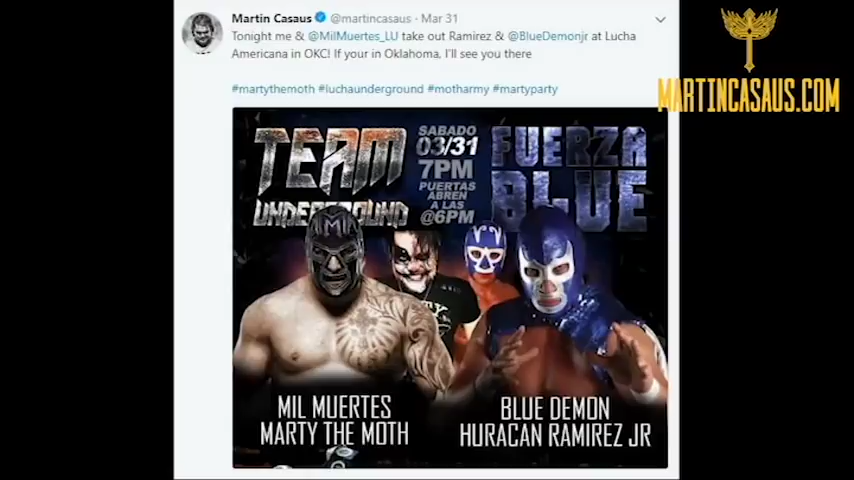 Martin Casaus @martincasaus · Mar 31
Tonight me & @MilMuertes_LU take out Ramirez & @BlueDemonjr at Lucha
Americana in OKC! If your in Oklahoma, I'll see you there
#martythemoth #luchaunderground #motharmy #martyparty
MARTINCASAUS.COM
TEAM
UNDERGROUND
SABADO
03/31
7PM
PUERTAS
ABREN
A LAS
@6PM
FUERZA
BLUE
MIL MUERTES
MARTY THE MOTH
BLUE DEMON
HURACAN RAMIREZ JR